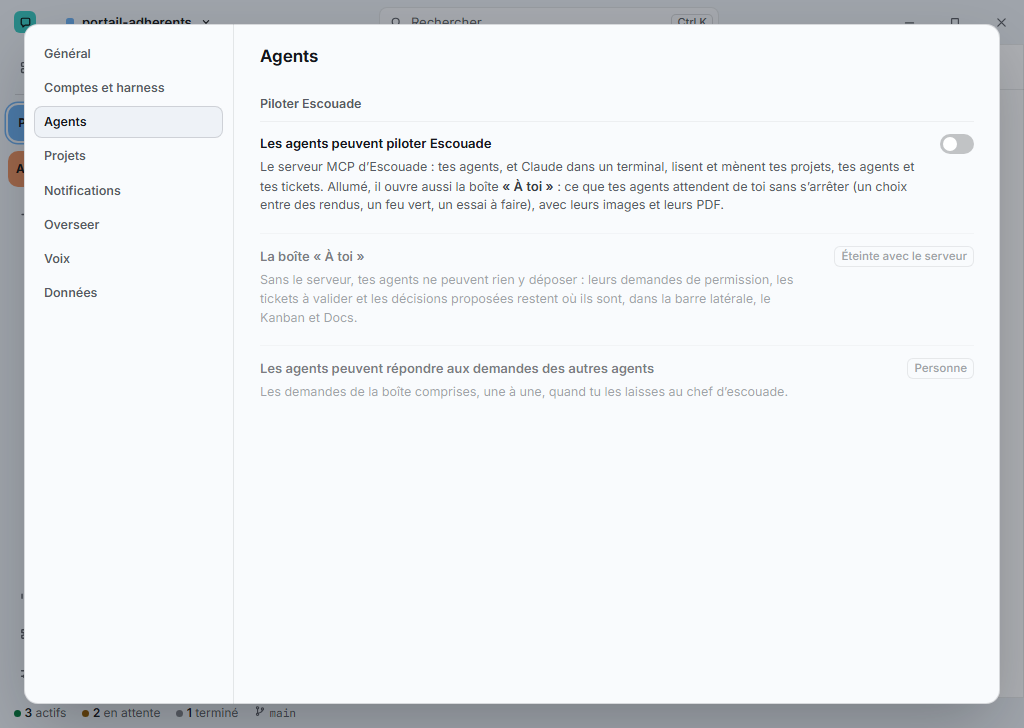 portail-adherents
Rechercher
Ctrl K
Général
Comptes et harness
Agents
Projets
Notifications
Overseer
Voix
Données
Agents
Piloter Escouade
Les agents peuvent piloter Escouade
Le serveur MCP d’Escouade : tes agents, et Claude dans un terminal, lisent et mènent tes projets, tes agents et
tes tickets. Allumé, il ouvre aussi la boîte « À toi » : ce que tes agents attendent de toi sans s’arrêter (un choix
entre des rendus, un feu vert, un essai à faire), avec leurs images et leurs PDF.
La boîte « À toi »
Éteinte avec le serveur
Sans le serveur, tes agents ne peuvent rien y déposer : leurs demandes de permission, les
tickets à valider et les décisions proposées restent où ils sont, dans la barre latérale, le
Kanban et Docs.
Les agents peuvent répondre aux demandes des autres agents
Personne
Les demandes de la boîte comprises, une à une, quand tu les laisses au chef d’escouade.
3 actifs
2 en attente
1 terminé
main